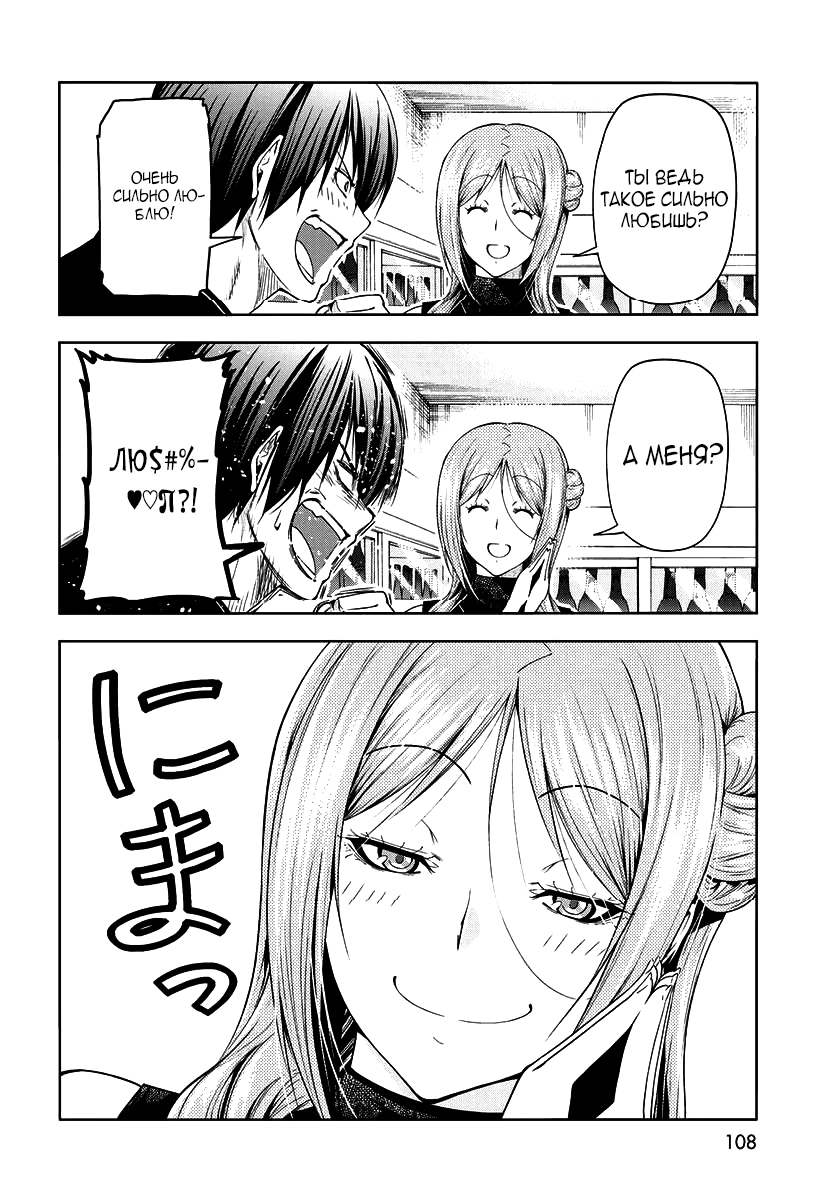 ТЫ ВЕДЬ
ТАКОЕ СИЛЬНО
ЛЮБИШЬ?
ОЧЕНЬ
СИЛЬНО ЛЮ-
БЛЮ!
А МЕНЯ?
ЛЮ$#%-
♥♡П?!
にまっ
108